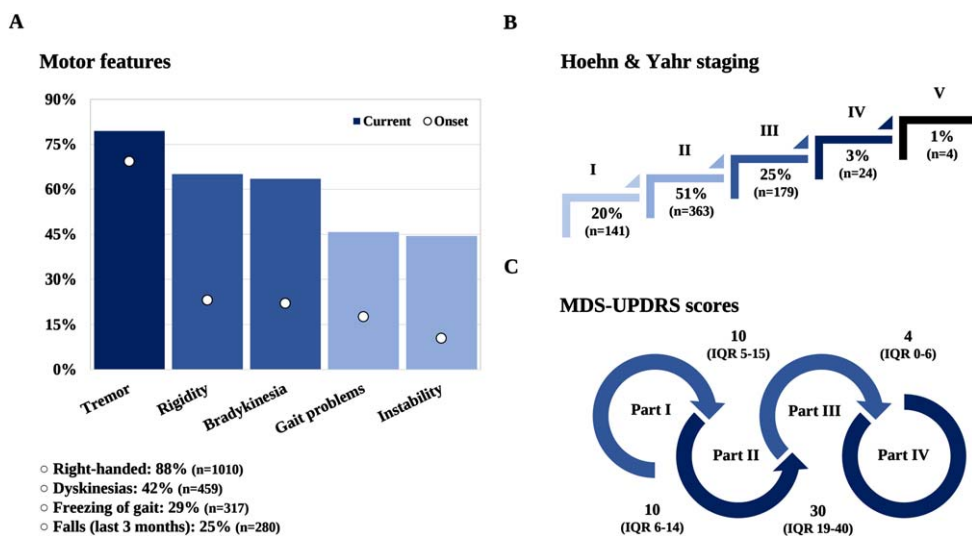 A
Motor features
90%
75%
60%
45%
30%
15%
0%
Current Onset
Tremor
Rigidity
Bradykinesia
Gait problems
Instability
Right-handed: 88% (n=1010)
Dyskinesias: 42% (n=459)
Freezing of gait: 29% (n=317)
Falls (last 3 months): 25% (n=280)
B
Hoehn & Yahr staging
I
20%
(n=141)
II
51%
(n=363)
III
25%
(n=179)
IV
3%
(n=24)
V
1%
(n=4)
C
MDS-UPDRS scores
Part I
10
(IQR 6-14)
Part II
10
(IQR 5-15)
Part III
30
(IQR 19-40)
Part IV
4
(IQR 0-6)